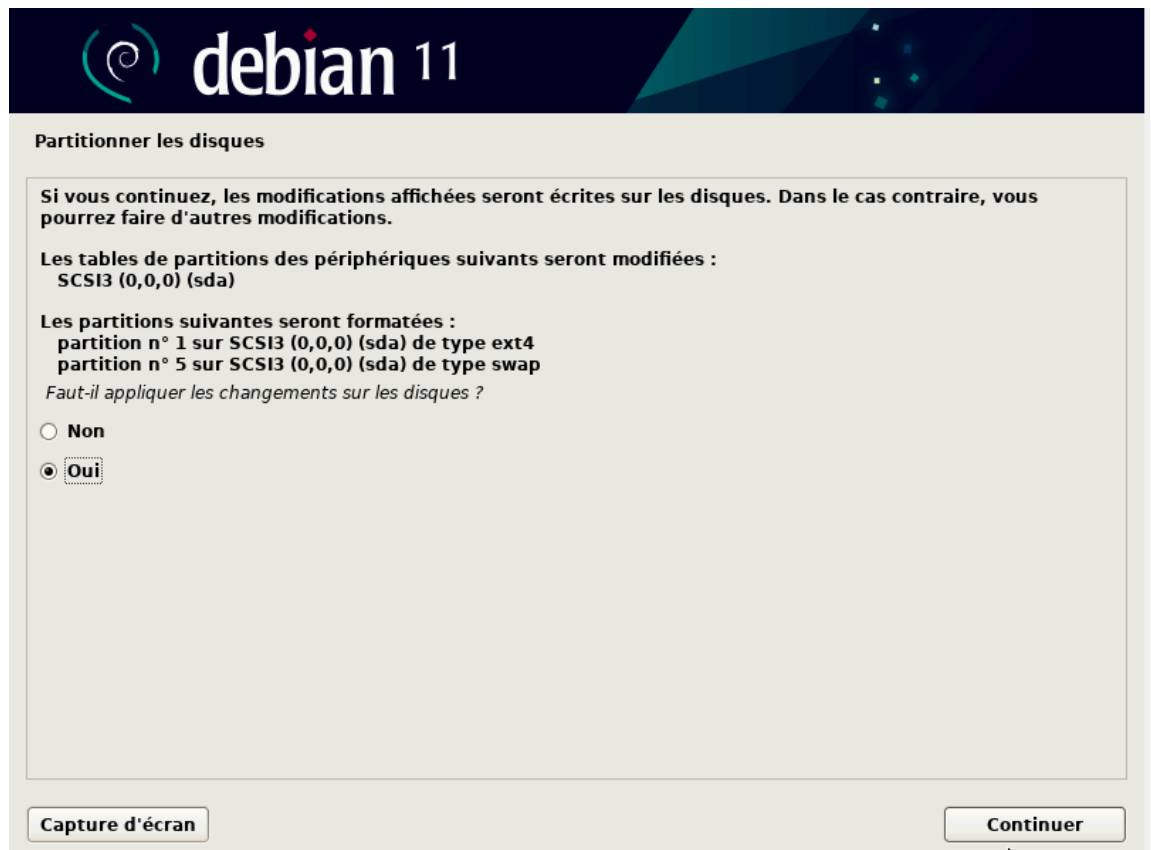 debian 11
Partitionner les disques
Si vous continuez, les modifications affichées seront écrites sur les disques. Dans le cas contraire, vous
pourrez faire d'autres modifications.
Les tables de partitions des périphériques suivants seront modifiées :
SCSI3 (0,0,0) (sda)
Les partitions suivantes seront formatées :
partition n° 1 sur SCSI3 (0,0,0) (sda) de type ext4
partition n° 5 sur SCSI3 (0,0,0) (sda) de type swap
Faut-il appliquer les changements sur les disques ?
Non
Oui
Capture d'écran
Continuer